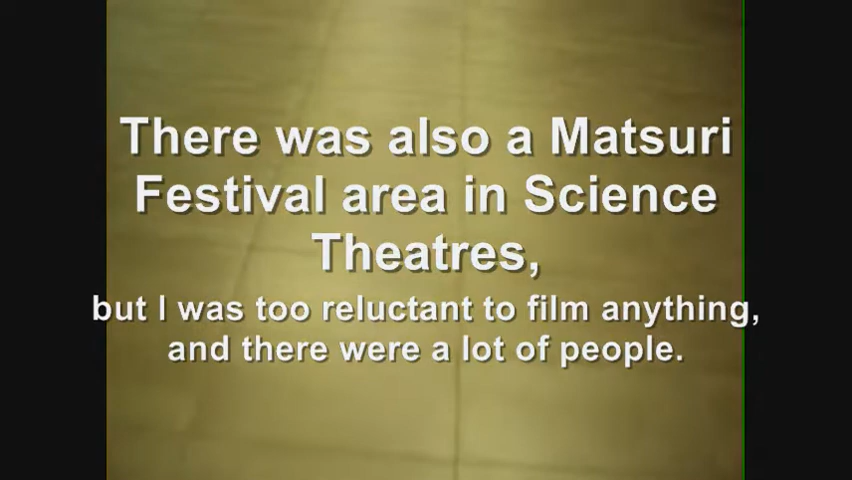 There was also a Matsuri
Festival area in Science
Theatres,
but I was too reluctant to film anything,
and there were a lot of people.